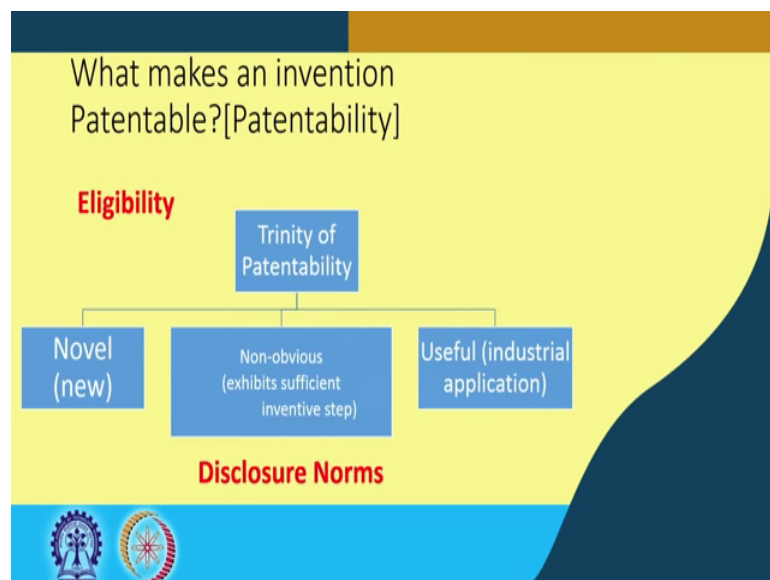 What makes an invention
Patentable?[Patentability]
Eligibility
Trinity of
Patentability
Novel
(new)
Non-obvious
(exhibits sufficient
inventive step)
Useful (industrial
application)
Disclosure Norms